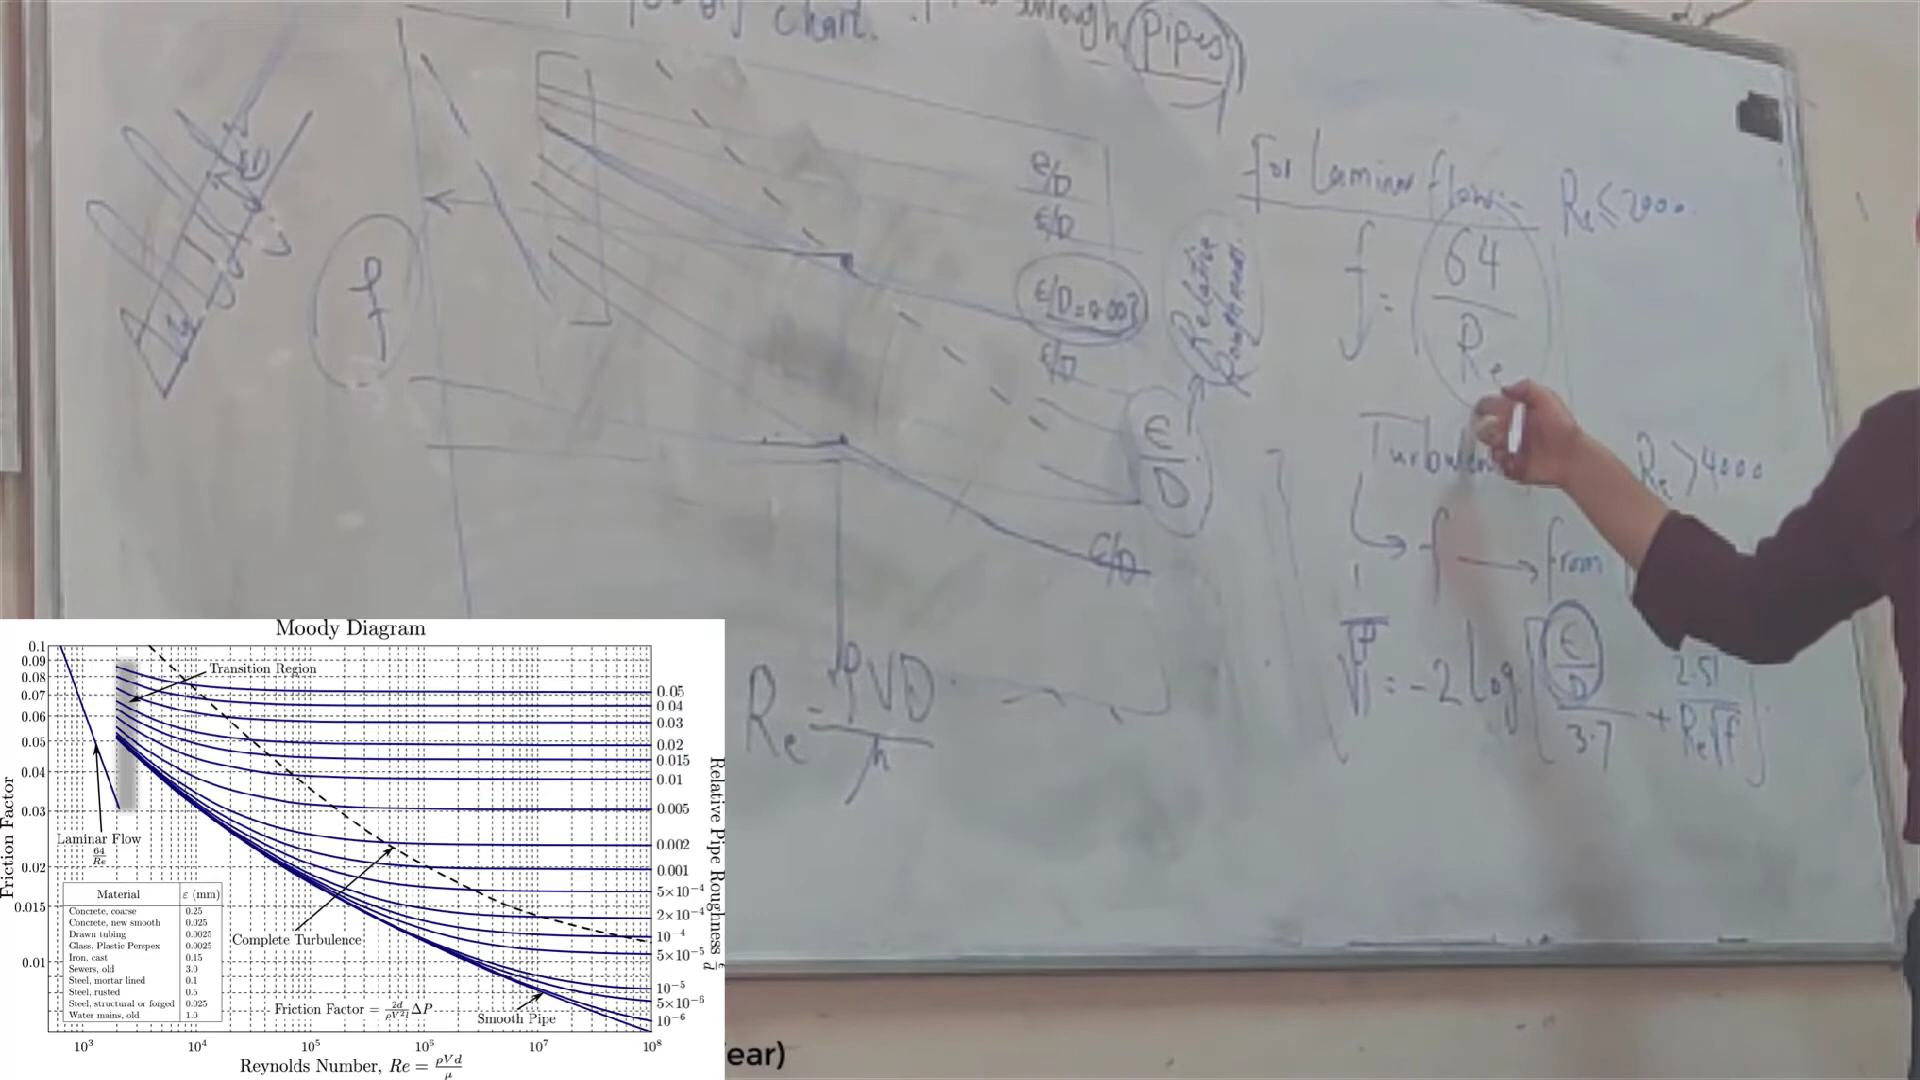 chart.
through pipes
e/D
ε/D
ε/D = 0.003
ε/D
ε/D
Relative
ε/D
f
Re = ρVD/μ
for Laminar flow:- Re ≤ 2000.
f = 64/Re
Re > 4000
f → from
1/√f = -2 log [ (ε/D)/3.7 + 2.51/(Re√f) ]
Moody Diagram
Transition Region
Laminar Flow
64/Re
Complete Turbulence
Smooth Pipe
Friction Factor = 2d/(ρV²l) ΔP
Friction Factor
0.1
0.09
0.08
0.07
0.06
0.05
0.04
0.03
0.02
0.015
0.01
Material ε (mm)
Concrete, coarse 0.25
Concrete, new smooth 0.025
Drawn tubing 0.0025
Glass, Plastic Perspex 0.0025
Iron, cast 0.15
Sewers, old 3.0
Steel, mortar lined 0.1
Steel, rusted 0.5
Steel, structural or forged 0.025
Water mains, old 1.0
0.05
0.04
0.03
0.02
0.015
0.01
0.005
0.002
0.001
5×10⁻⁴
2×10⁻⁴
10⁻⁴
5×10⁻⁵
10⁻⁵
5×10⁻⁶
10⁻⁶
Relative Pipe Roughness ε/d
10³ 10⁴ 10⁵ 10⁶ 10⁷ 10⁸
Reynolds Number, Re = ρVd/μ
ear)